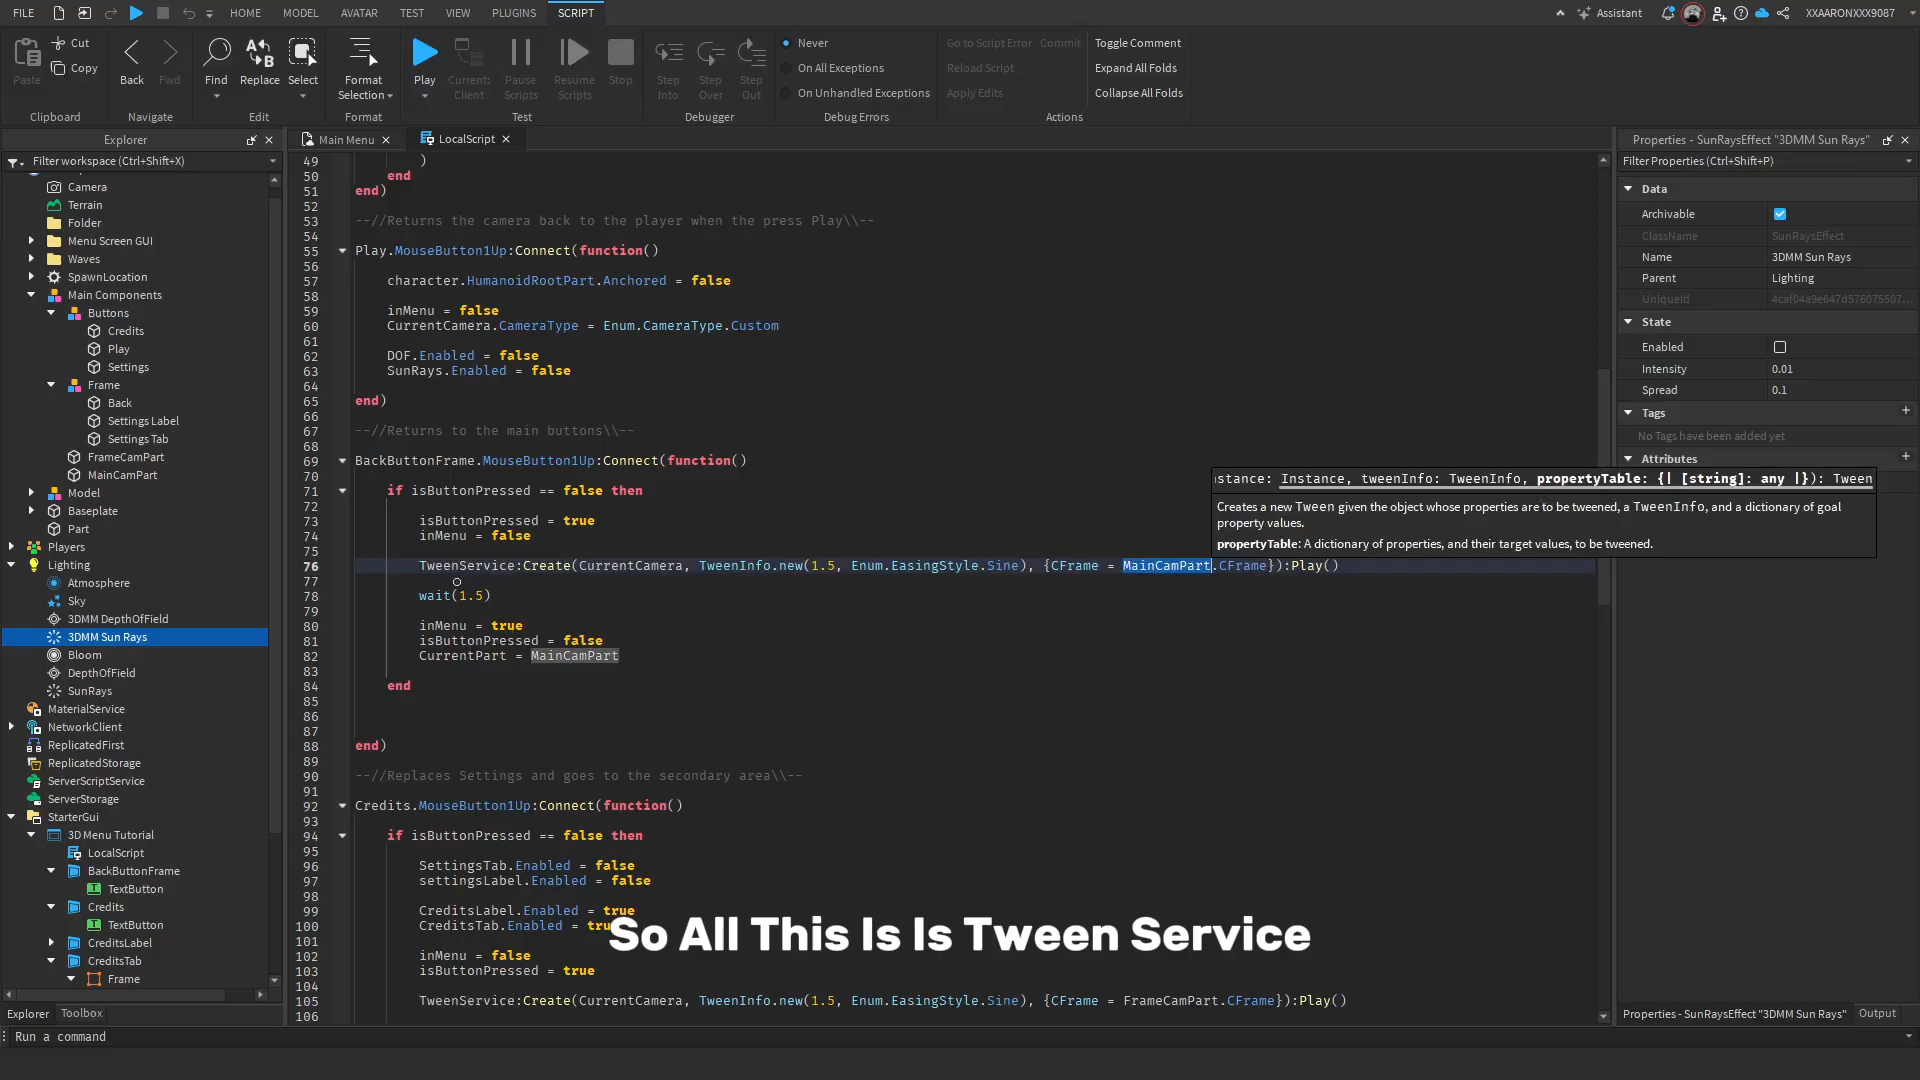 FILE HOME MODEL AVATAR TEST VIEW PLUGINS SCRIPT Assistant XXAARONXXX9087
Paste Cut Copy Clipboard
Back Fwd Navigate
Find Replace Select Edit
Format Selection Format
Play Current: Client Pause Scripts Resume Scripts Stop Test
Step Into Step Over Step Out Debugger
Never
On All Exceptions
On Unhandled Exceptions
Debug Errors
Go to Script Error Commit Toggle Comment
Reload Script Expand All Folds
Apply Edits Collapse All Folds
Actions
Explorer
Filter workspace (Ctrl+Shift+X)
Camera
Terrain
Folder
Menu Screen GUI
Waves
SpawnLocation
Main Components
Buttons
Credits
Play
Settings
Frame
Back
Settings Label
Settings Tab
FrameCamPart
MainCamPart
Model
Baseplate
Part
Players
Lighting
Atmosphere
Sky
3DMM DepthOfField
3DMM Sun Rays
Bloom
DepthOfField
SunRays
MaterialService
NetworkClient
ReplicatedFirst
ReplicatedStorage
ServerScriptService
ServerStorage
StarterGui
3D Menu Tutorial
LocalScript
BackButtonFrame
TextButton
Credits
TextButton
CreditsLabel
CreditsTab
Frame
Explorer Toolbox
Run a command
Main Menu LocalScript
49 )
50 end
51 end)
52
53 --//Returns the camera back to the player when the press Play\\--
54
55 Play.MouseButton1Up:Connect(function()
56
57 character.HumanoidRootPart.Anchored = false
58
59 inMenu = false
60 CurrentCamera.CameraType = Enum.CameraType.Custom
61
62 DOF.Enabled = false
63 SunRays.Enabled = false
64
65 end)
66
67 --//Returns to the main buttons\\--
68
69 BackButtonFrame.MouseButton1Up:Connect(function()
70
71 if isButtonPressed == false then
72
73 isButtonPressed = true
74 inMenu = false
75
76 TweenService:Create(CurrentCamera, TweenInfo.new(1.5, Enum.EasingStyle.Sine), {CFrame = MainCamPart.CFrame}):Play()
77
78 wait(1.5)
79
80 inMenu = true
81 isButtonPressed = false
82 CurrentPart = MainCamPart
83
84 end
85
86
87
88 end)
89
90 --//Replaces Settings and goes to the secondary area\\--
91
92 Credits.MouseButton1Up:Connect(function()
93
94 if isButtonPressed == false then
95
96 SettingsTab.Enabled = false
97 settingsLabel.Enabled = false
98
99 CreditsLabel.Enabled = true
100 CreditsTab.Enabled = tru
101
102 inMenu = false
103 isButtonPressed = true
104
105 TweenService:Create(CurrentCamera, TweenInfo.new(1.5, Enum.EasingStyle.Sine), {CFrame = FrameCamPart.CFrame}):Play()
106
stance: Instance, tweenInfo: TweenInfo, propertyTable: {| [string]: any |}): Tween
Creates a new Tween given the object whose properties are to be tweened, a TweenInfo, and a dictionary of goal
property values.
propertyTable: A dictionary of properties, and their target values, to be tweened.
So All This Is Is Tween Service
Properties - SunRaysEffect "3DMM Sun Rays"
Filter Properties (Ctrl+Shift+P)
Data
Archivable
ClassName SunRaysEffect
Name 3DMM Sun Rays
Parent Lighting
UniqueId 4caf04a9e647d576075507...
State
Enabled
Intensity 0.01
Spread 0.1
Tags
No Tags have been added yet
Attributes
Properties - SunRaysEffect "3DMM Sun Rays" Output